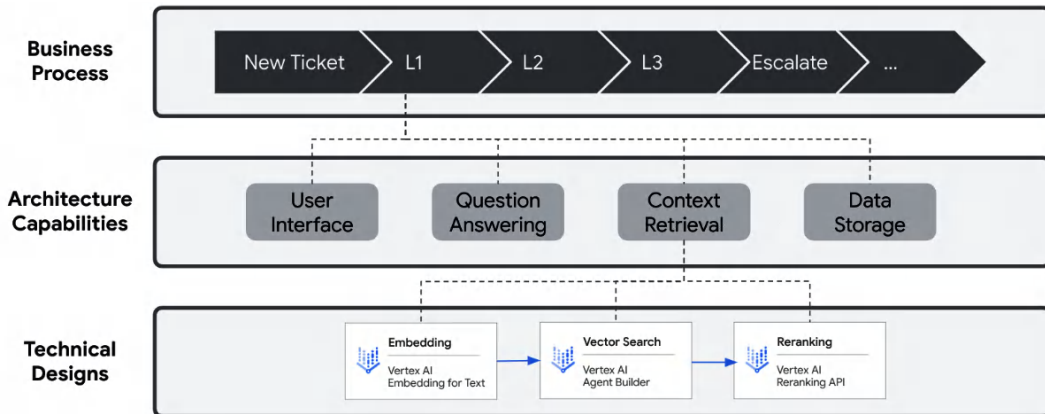 Business
Process
New Ticket
L1
L2
L3
Escalate
...
Architecture
Capabilities
User
Interface
Question
Answering
Context
Retrieval
Data
Storage
Technical
Designs
Embedding
Vertex AI
Embedding for Text
Vector Search
Vertex AI
Agent Builder
Reranking
Vertex AI
Reranking API